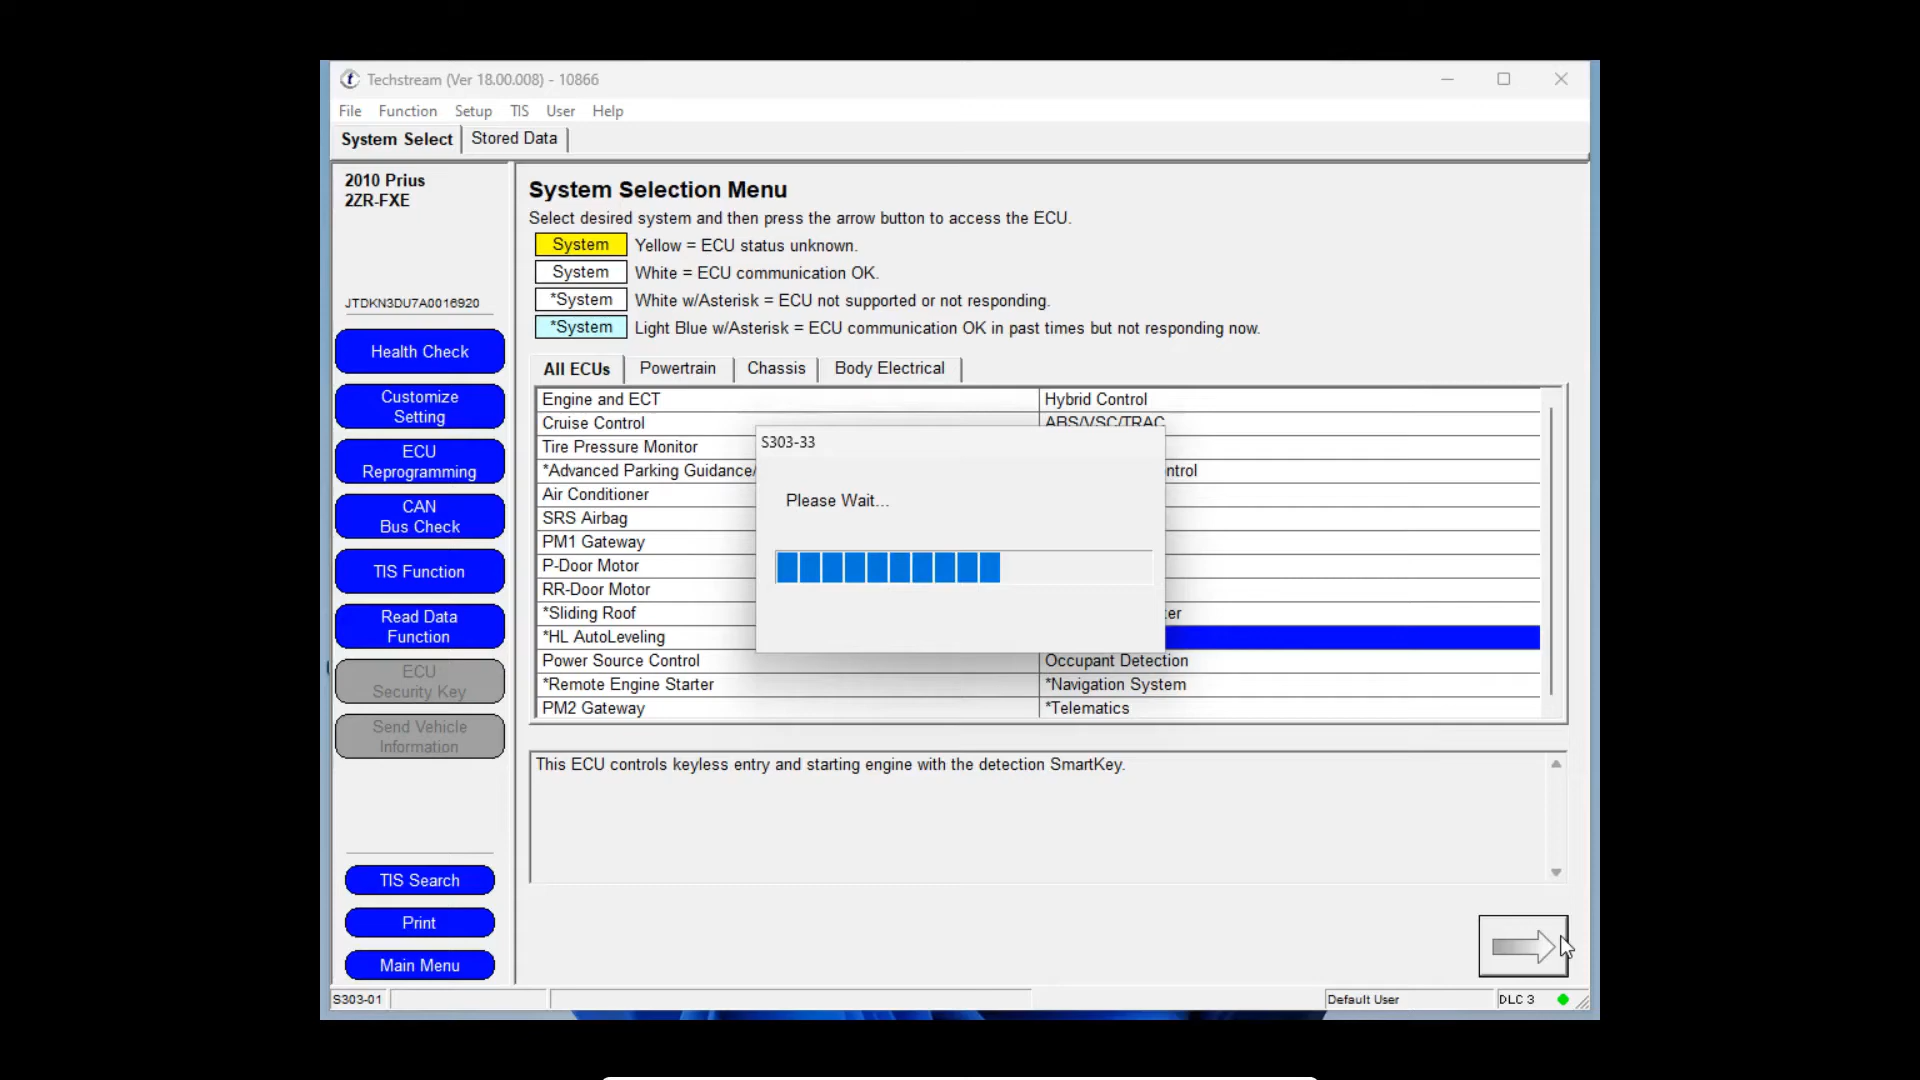 Techstream (Ver 18.00.008) - 10866
File Function Setup TIS User Help
System Select Stored Data
2010 Prius
2ZR-FXE
JTDKN3DU7A0016920
Health Check
Customize
Setting
ECU
Reprogramming
CAN
Bus Check
TIS Function
Read Data
Function
ECU
Security Key
Send Vehicle
Information
TIS Search
Print
Main Menu
System Selection Menu
Select desired system and then press the arrow button to access the ECU.
System Yellow = ECU status unknown.
System White = ECU communication OK.
*System White w/Asterisk = ECU not supported or not responding.
*System Light Blue w/Asterisk = ECU communication OK in past times but not responding now.
All ECUs Powertrain Chassis Body Electrical
Engine and ECT Hybrid Control
Cruise Control ABS/VSC/TRAC
Tire Pressure Monitor
*Advanced Parking Guidance/ ntrol
Air Conditioner
SRS Airbag
PM1 Gateway
P-Door Motor
RR-Door Motor
*Sliding Roof er
*HL AutoLeveling
Power Source Control Occupant Detection
*Remote Engine Starter *Navigation System
PM2 Gateway *Telematics
S303-33
Please Wait...
This ECU controls keyless entry and starting engine with the detection SmartKey.
S303-01 Default User DLC 3